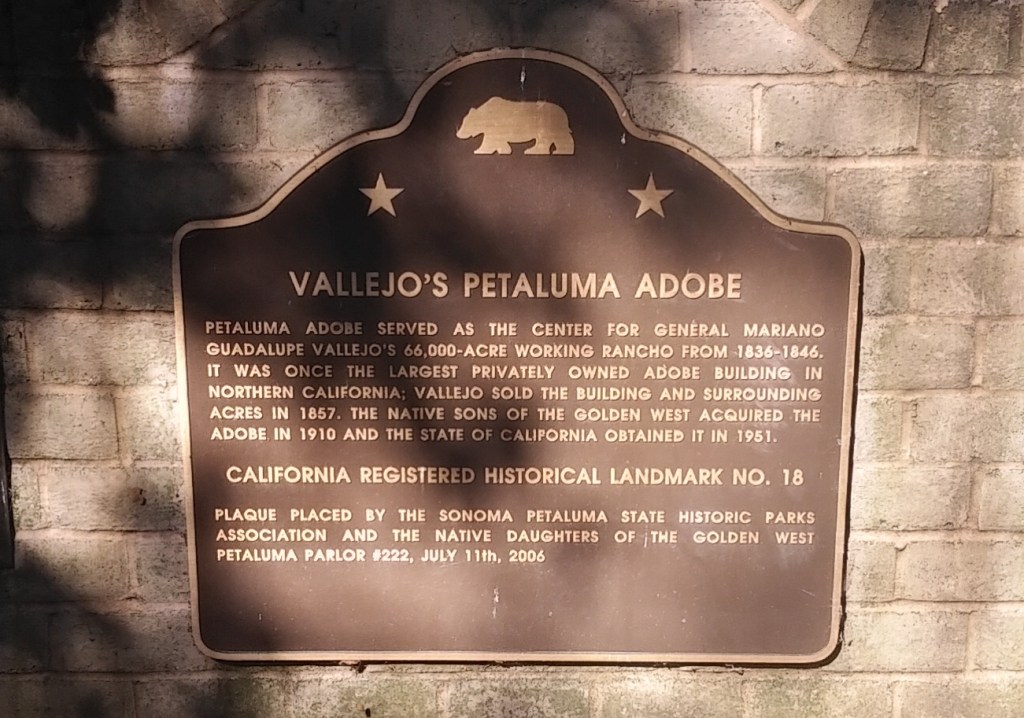 VALLEJO'S PETALUMA ADOBE
PETALUMA ADOBE SERVED AS THE CENTER FOR GENERAL MARIANO
GUADALUPE VALLEJO'S 66,000-ACRE WORKING RANCHO FROM 1836-1846.
IT WAS ONCE THE LARGEST PRIVATELY OWNED ADOBE BUILDING IN
NORTHERN CALIFORNIA; VALLEJO SOLD THE BUILDING AND SURROUNDING
ACRES IN 1857. THE NATIVE SONS OF THE GOLDEN WEST ACQUIRED THE
ADOBE IN 1910 AND THE STATE OF CALIFORNIA OBTAINED IT IN 1951.
CALIFORNIA REGISTERED HISTORICAL LANDMARK NO. 18
PLAQUE PLACED BY THE SONOMA PETALUMA STATE HISTORIC PARKS
ASSOCIATION AND THE NATIVE DAUGHTERS OF THE GOLDEN WEST
PETALUMA PARLOR #222, JULY 11th, 2006